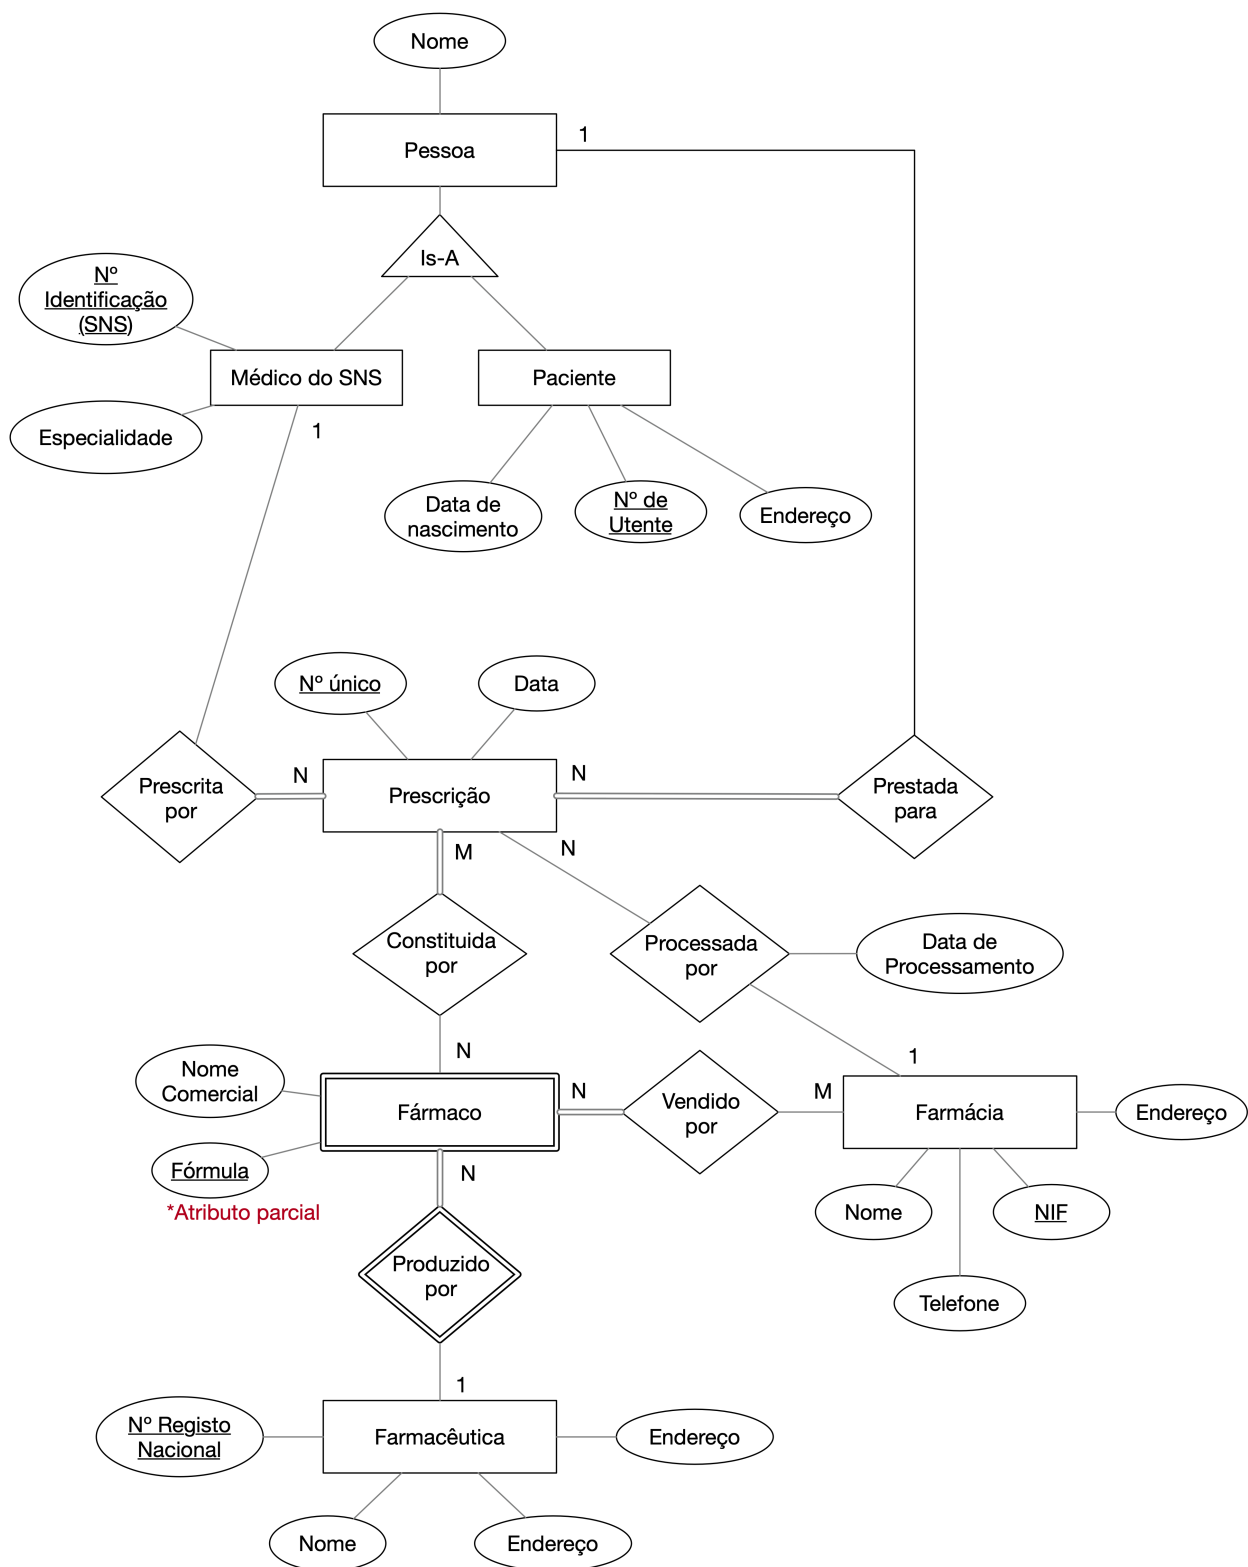 Nome
Pessoa
1
Is-A
Nº
Identificação
(SNS)
Médico do SNS
Paciente
Especialidade
1
Data de
nascimento
Nº de
Utente
Endereço
Nº único
Data
Prescrita
por
N
Prescrição
N
Prestada
para
M
N
Constituida
por
Processada
por
Data de
Processamento
N
1
Nome
Comercial
Fármaco
N
Vendido
por
M
Farmácia
Endereço
Fórmula
*Atributo parcial
N
Nome
NIF
Produzido
por
Telefone
1
Nº Registo
Nacional
Farmacêutica
Endereço
Nome
Endereço